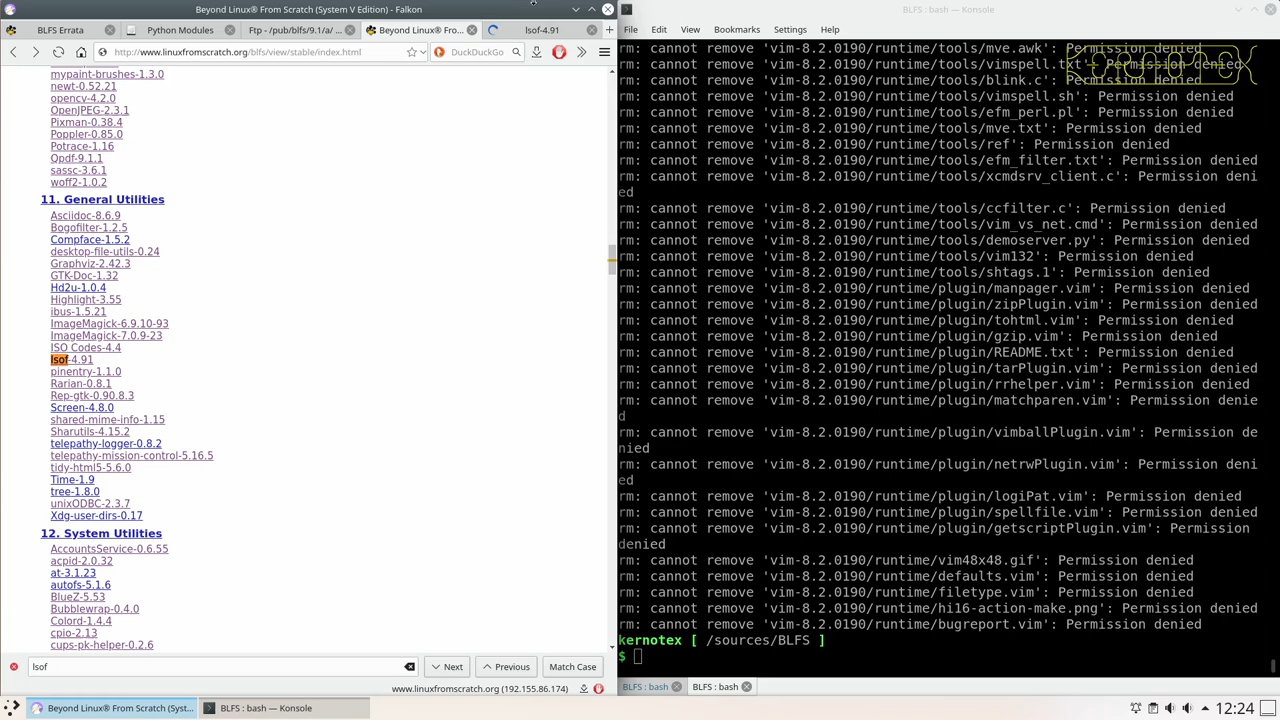 Beyond Linux® From Scratch (System V Edition) - Falkon
BLFS Errata
Python Modules
Ftp - /pub/blfs/9.1/a/ ...
Beyond Linux® Fro...
lsof-4.91
http://www.linuxfromscratch.org/blfs/view/stable/index.html
DuckDuckGo
mypaint-brushes-1.3.0
newt-0.52.21
opencv-4.2.0
OpenJPEG-2.3.1
Pixman-0.38.4
Poppler-0.85.0
Potrace-1.16
Qpdf-9.1.1
sassc-3.6.1
woff2-1.0.2
11. General Utilities
Asciidoc-8.6.9
Bogofilter-1.2.5
Compface-1.5.2
desktop-file-utils-0.24
Graphviz-2.42.3
GTK-Doc-1.32
Hd2u-1.0.4
Highlight-3.55
ibus-1.5.21
ImageMagick-6.9.10-93
ImageMagick-7.0.9-23
ISO Codes-4.4
lsof-4.91
pinentry-1.1.0
Rarian-0.8.1
Rep-gtk-0.90.8.3
Screen-4.8.0
shared-mime-info-1.15
Sharutils-4.15.2
telepathy-logger-0.8.2
telepathy-mission-control-5.16.5
tidy-html5-5.6.0
Time-1.9
tree-1.8.0
unixODBC-2.3.7
Xdg-user-dirs-0.17
12. System Utilities
AccountsService-0.6.55
acpid-2.0.32
at-3.1.23
autofs-5.1.6
BlueZ-5.53
Bubblewrap-0.4.0
Colord-1.4.4
cpio-2.13
cups-pk-helper-0.2.6
lsof
Next
Previous
Match Case
www.linuxfromscratch.org (192.155.86.174)
BLFS : bash — Konsole
File Edit View Bookmarks Settings Help
rm: cannot remove 'vim-8.2.0190/runtime/tools/mve.awk': Permission denied
rm: cannot remove 'vim-8.2.0190/runtime/tools/vimspell.txt': Permission denied
rm: cannot remove 'vim-8.2.0190/runtime/tools/blink.c': Permission denied
rm: cannot remove 'vim-8.2.0190/runtime/tools/vimspell.sh': Permission denied
rm: cannot remove 'vim-8.2.0190/runtime/tools/efm_perl.pl': Permission denied
rm: cannot remove 'vim-8.2.0190/runtime/tools/mve.txt': Permission denied
rm: cannot remove 'vim-8.2.0190/runtime/tools/ref': Permission denied
rm: cannot remove 'vim-8.2.0190/runtime/tools/efm_filter.txt': Permission denied
rm: cannot remove 'vim-8.2.0190/runtime/tools/xcmdsrv_client.c': Permission deni
ed
rm: cannot remove 'vim-8.2.0190/runtime/tools/ccfilter.c': Permission denied
rm: cannot remove 'vim-8.2.0190/runtime/tools/vim_vs_net.cmd': Permission denied
rm: cannot remove 'vim-8.2.0190/runtime/tools/demoserver.py': Permission denied
rm: cannot remove 'vim-8.2.0190/runtime/tools/vim132': Permission denied
rm: cannot remove 'vim-8.2.0190/runtime/tools/shtags.1': Permission denied
rm: cannot remove 'vim-8.2.0190/runtime/plugin/manpager.vim': Permission denied
rm: cannot remove 'vim-8.2.0190/runtime/plugin/zipPlugin.vim': Permission denied
rm: cannot remove 'vim-8.2.0190/runtime/plugin/tohtml.vim': Permission denied
rm: cannot remove 'vim-8.2.0190/runtime/plugin/gzip.vim': Permission denied
rm: cannot remove 'vim-8.2.0190/runtime/plugin/README.txt': Permission denied
rm: cannot remove 'vim-8.2.0190/runtime/plugin/tarPlugin.vim': Permission denied
rm: cannot remove 'vim-8.2.0190/runtime/plugin/rrhelper.vim': Permission denied
rm: cannot remove 'vim-8.2.0190/runtime/plugin/matchparen.vim': Permission denie
d
rm: cannot remove 'vim-8.2.0190/runtime/plugin/vimballPlugin.vim': Permission de
nied
rm: cannot remove 'vim-8.2.0190/runtime/plugin/netrwPlugin.vim': Permission deni
ed
rm: cannot remove 'vim-8.2.0190/runtime/plugin/logiPat.vim': Permission denied
rm: cannot remove 'vim-8.2.0190/runtime/plugin/spellfile.vim': Permission denied
rm: cannot remove 'vim-8.2.0190/runtime/plugin/getscriptPlugin.vim': Permission
denied
rm: cannot remove 'vim-8.2.0190/runtime/vim48x48.gif': Permission denied
rm: cannot remove 'vim-8.2.0190/runtime/defaults.vim': Permission denied
rm: cannot remove 'vim-8.2.0190/runtime/filetype.vim': Permission denied
rm: cannot remove 'vim-8.2.0190/runtime/hi16-action-make.png': Permission denied
rm: cannot remove 'vim-8.2.0190/runtime/bugreport.vim': Permission denied
kernotex [ /sources/BLFS ]
$
BLFS : bash
BLFS : bash
Beyond Linux® From Scratch (Syst...
BLFS : bash — Konsole
12:24